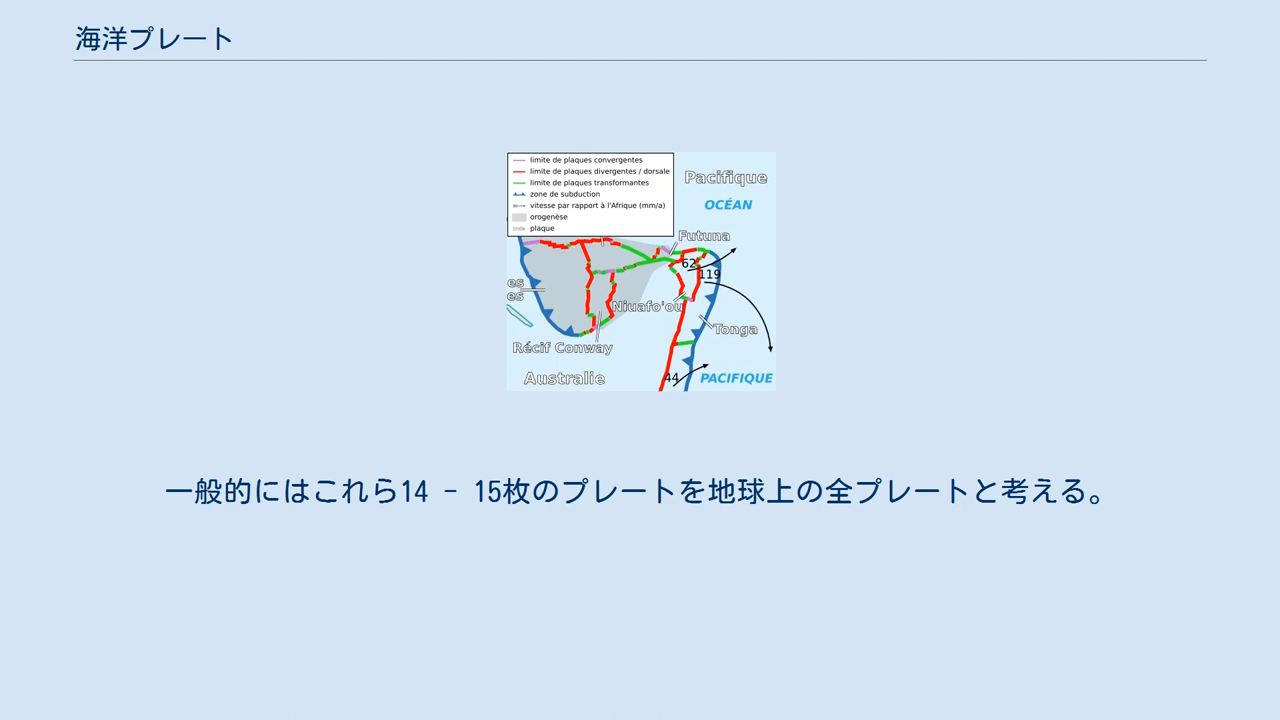 海洋プレート
limite de plaques convergentes
limite de plaques divergentes / dorsale
limite de plaques transformantes
zone de subduction
vitesse par rapport à l'Afrique (mm/a)
orogenèse
plaque
Pacifique
OCÉAN
Futuna
62
119
es
es
Niuafo'ou
Tonga
Récif Conway
Australie
44
PACIFIQUE
一般的にはこれら14 - 15枚のプレートを地球上の全プレートと考える。